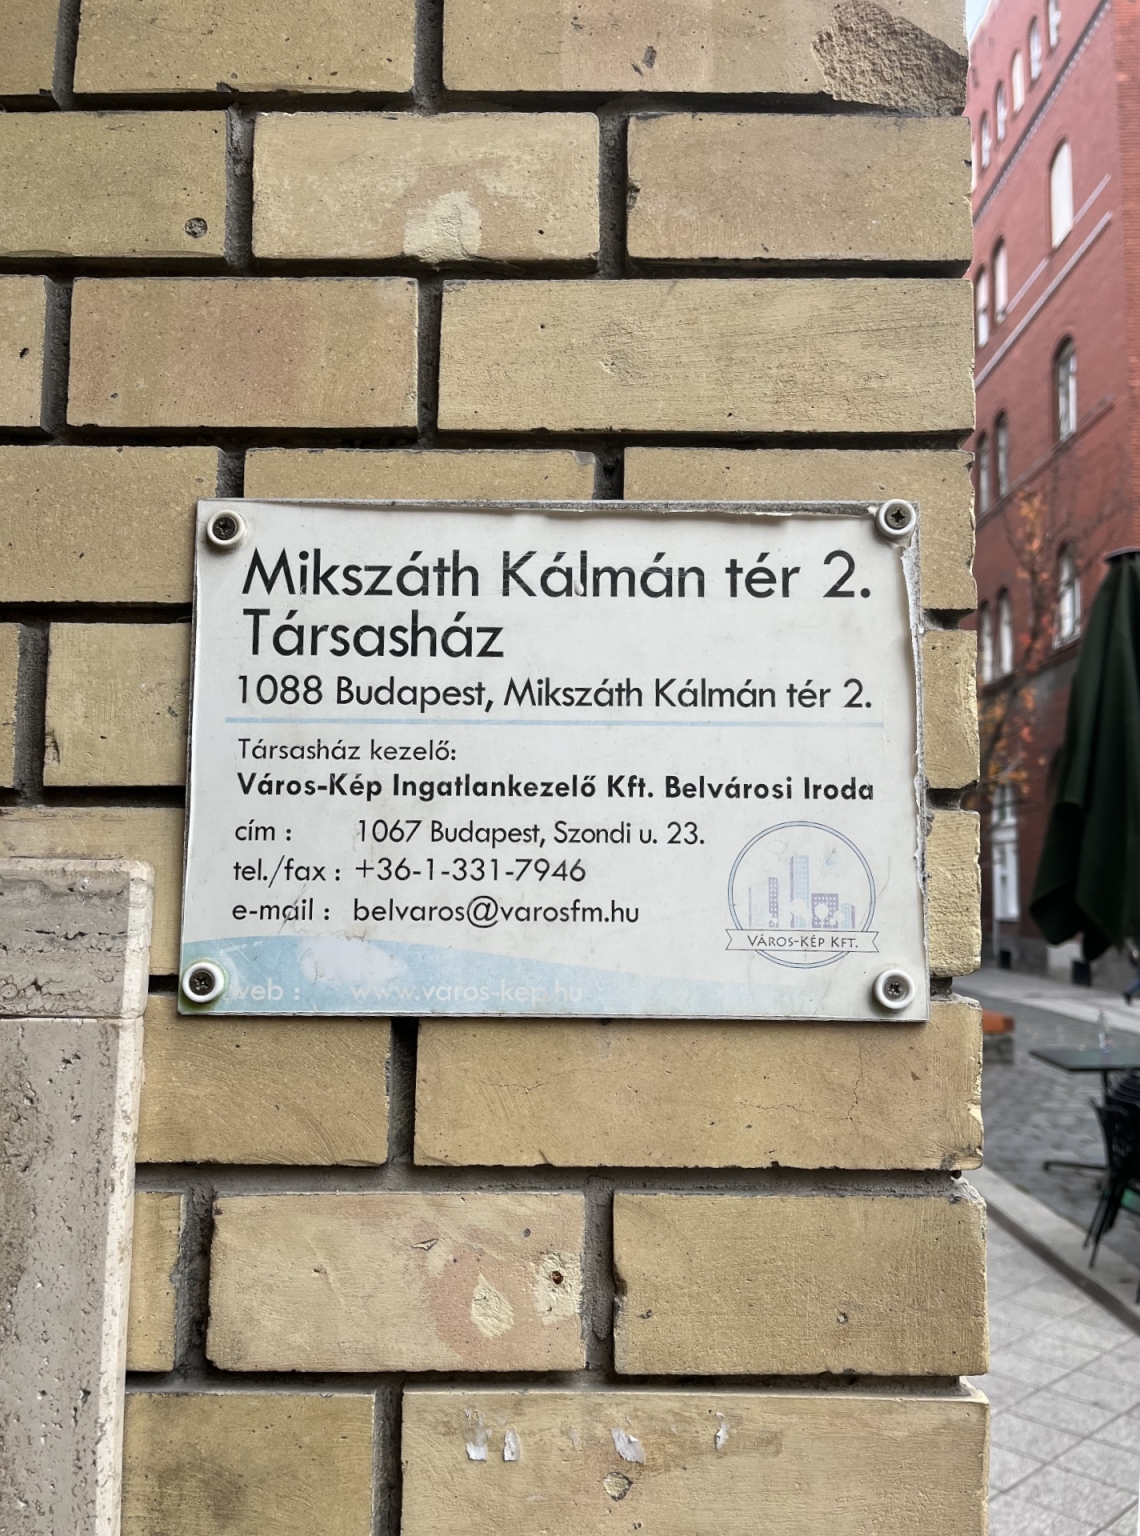 Mikszáth Kálmán tér 2.
Társasház
1088 Budapest, Mikszáth Kálmán tér 2.
Társasház kezelő:
Város-Kép Ingatlankezelő Kft. Belvárosi Iroda
cím : 1067 Budapest, Szondi u. 23.
tel./fax : +36-1-331-7946
e-mail : belvaros@varosfm.hu
VÁROS-KÉP KFT.
web : www.varos-kep.hu